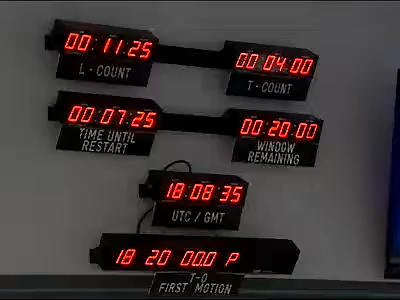 00:11:25 00:04:00
L - COUNT T - COUNT
00:07:25 00:20:00
TIME UNTIL
RESTART
WINDOW
REMAINING
18:08:35
UTC / GMT
18 20 00.0 P
T-0
FIRST MOTION